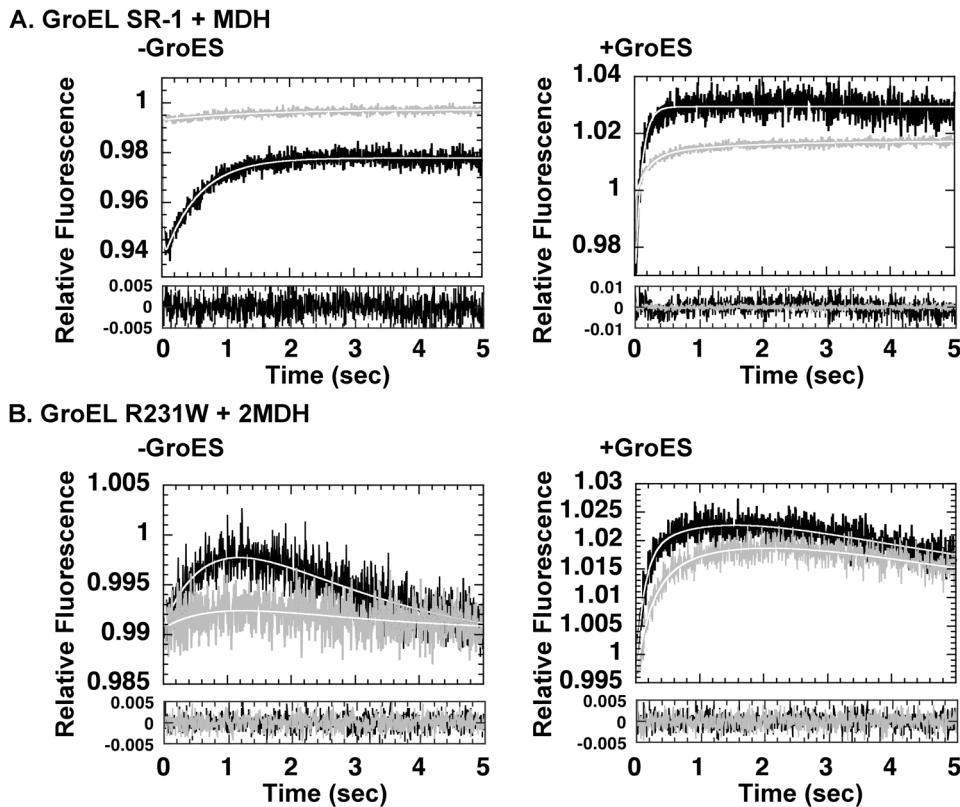 A. GroEL SR-1 + MDH
-GroES
+GroES
Relative Fluorescence
1
0.98
0.96
0.94
0.005
0
-0.005
0 1 2 3 4 5
Time (sec)
Relative Fluorescence
1.04
1.02
1
0.98
0.01
0
-0.01
0 1 2 3 4 5
Time (sec)
B. GroEL R231W + 2MDH
-GroES
+GroES
Relative Fluorescence
1.005
1
0.995
0.99
0.985
0.005
0
-0.005
0 1 2 3 4 5
Time (sec)
Relative Fluorescence
1.03
1.025
1.02
1.015
1.01
1.005
1.000
0.995
0.005
0
-0.005
0 1 2 3 4 5
Time (sec)